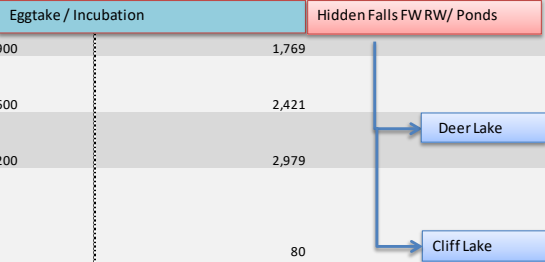 Eggtake / Incubation Hidden Falls FW RW/ Ponds
900 1,769
600 2,421
Deer Lake
200 2,979
80 Cliff Lake